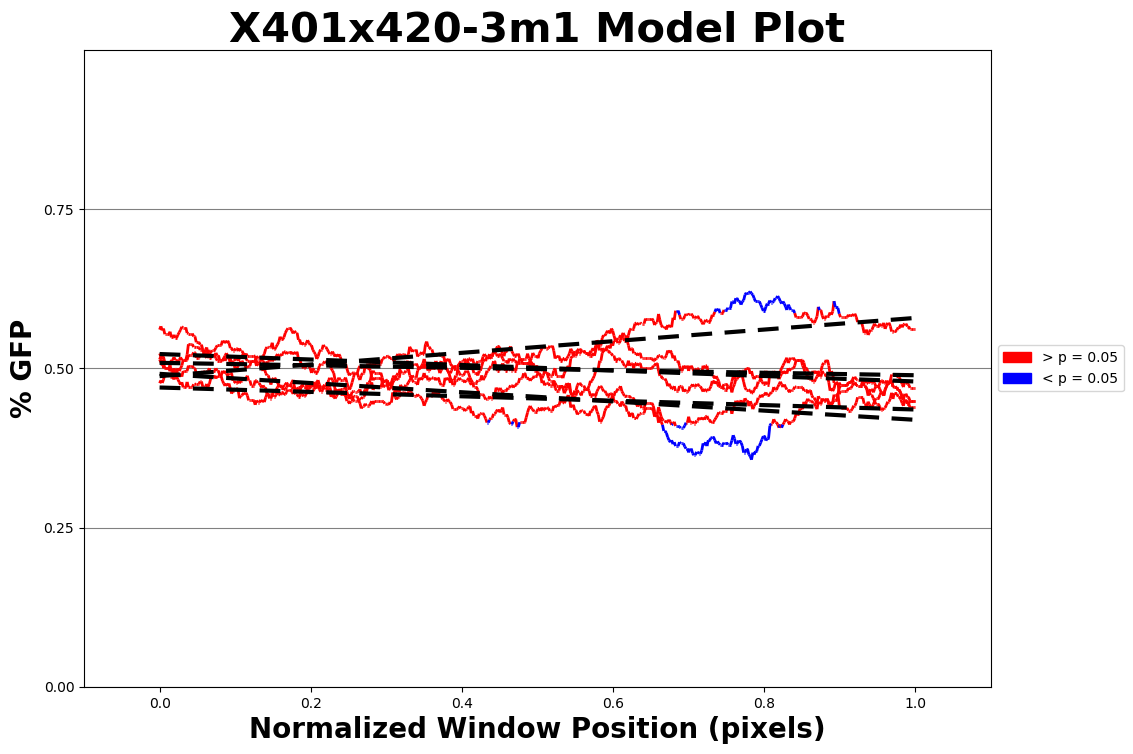 X401x420-3m1 Model Plot
% GFP
0.75
0.50
0.25
0.00
0.0 0.2 0.4 0.6 0.8 1.0
Normalized Window Position (pixels)
> p = 0.05
< p = 0.05